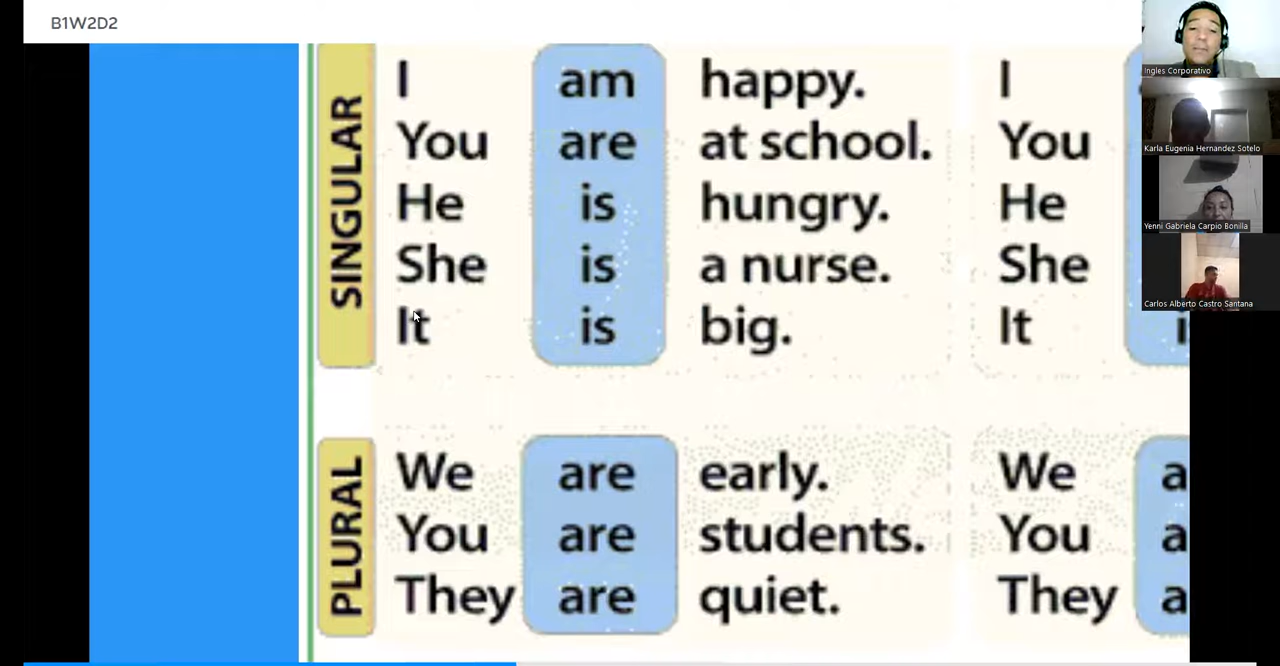 B1W2D2
SINGULAR
I am happy.
You are at school.
He is hungry.
She is a nurse.
It is big.
I
You
He
She
It i
PLURAL
We are early.
You are students.
They are quiet.
We a
You a
They a
Ingles Corporativo
Karla Eugenia Hernandez Sotelo
Yenni Gabriela Carpio Bonilla
Carlos Alberto Castro Santana